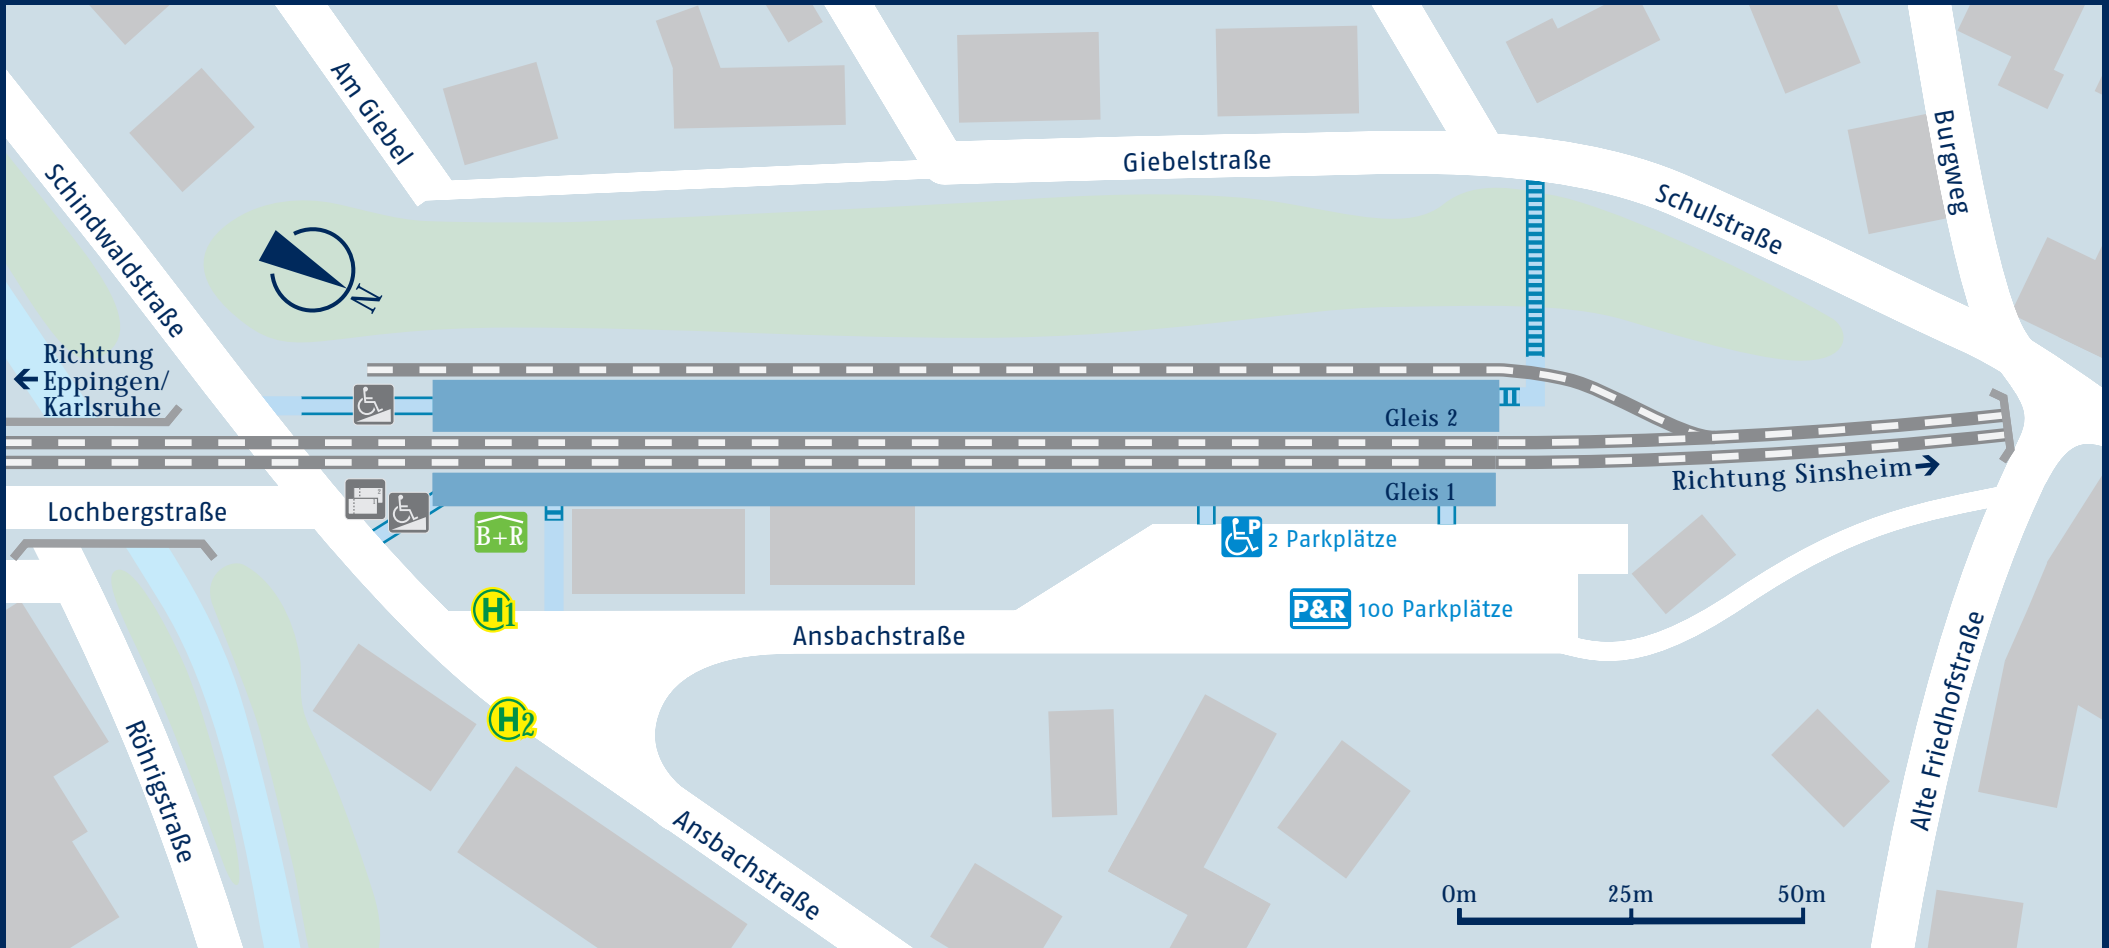 Am Giebel
Giebelstraße
Burgweg
Schulstraße
Schindwaldstraße
N
Richtung
Eppingen/
Karlsruhe
Gleis 2
Richtung Sinsheim
Gleis 1
Lochbergstraße
B+R
P
2 Parkplätze
H1
P&R
100 Parkplätze
Ansbachstraße
H2
Röhrigstraße
Alte Friedhofstraße
Ansbachstraße
0m 25m 50m